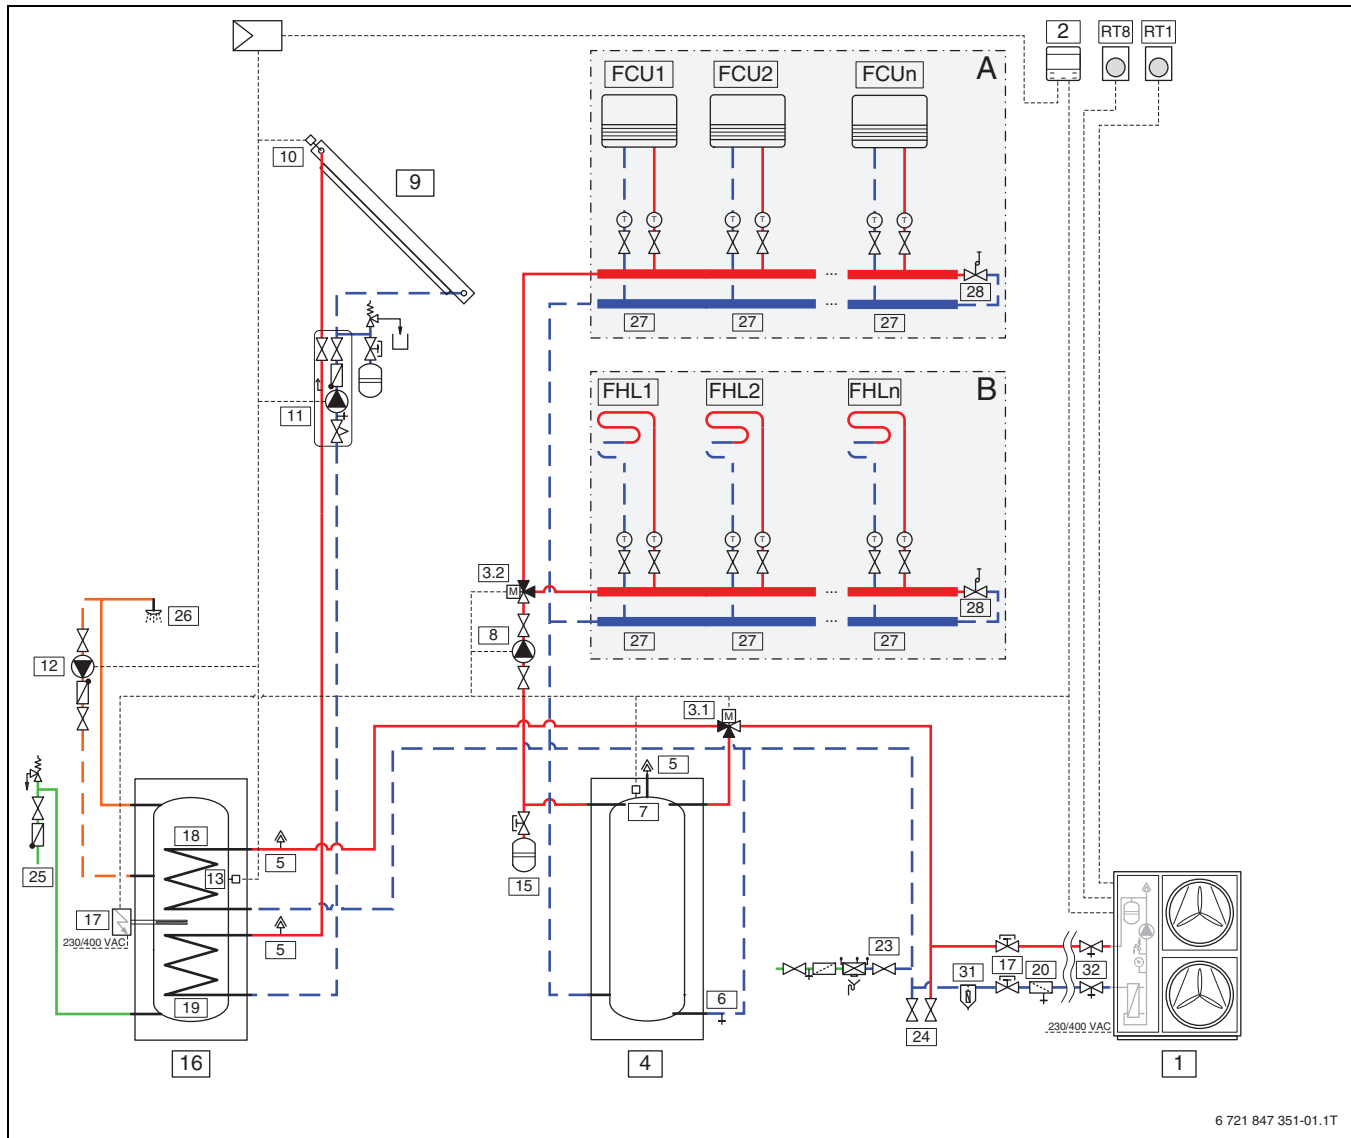 2 RT8 RT1
A
FCU1 FCU2 FCUn
10
9
T T T T T T
28
... ...
27 27 27
B
FHL1 FHL2 FHLn
11
T T T T T T
3.2
M
28
... ...
27 27 27
26
8
12
3.1
M
5
7
18
5
25
13
15
17
230/400 VAC
5
23
31 17 20 32
19
6
24
230/400 VAC
16
4
1
6 721 847 351-01.1T